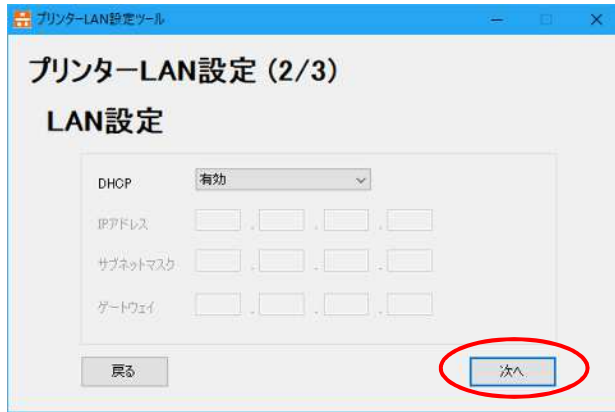 プリンターLAN設定ツール
プリンターLAN設定 (2/3)
LAN設定
DHCP 有効
IPアドレス . . .
サブネットマスク . . .
ゲートウェイ . . .
戻る 次へ